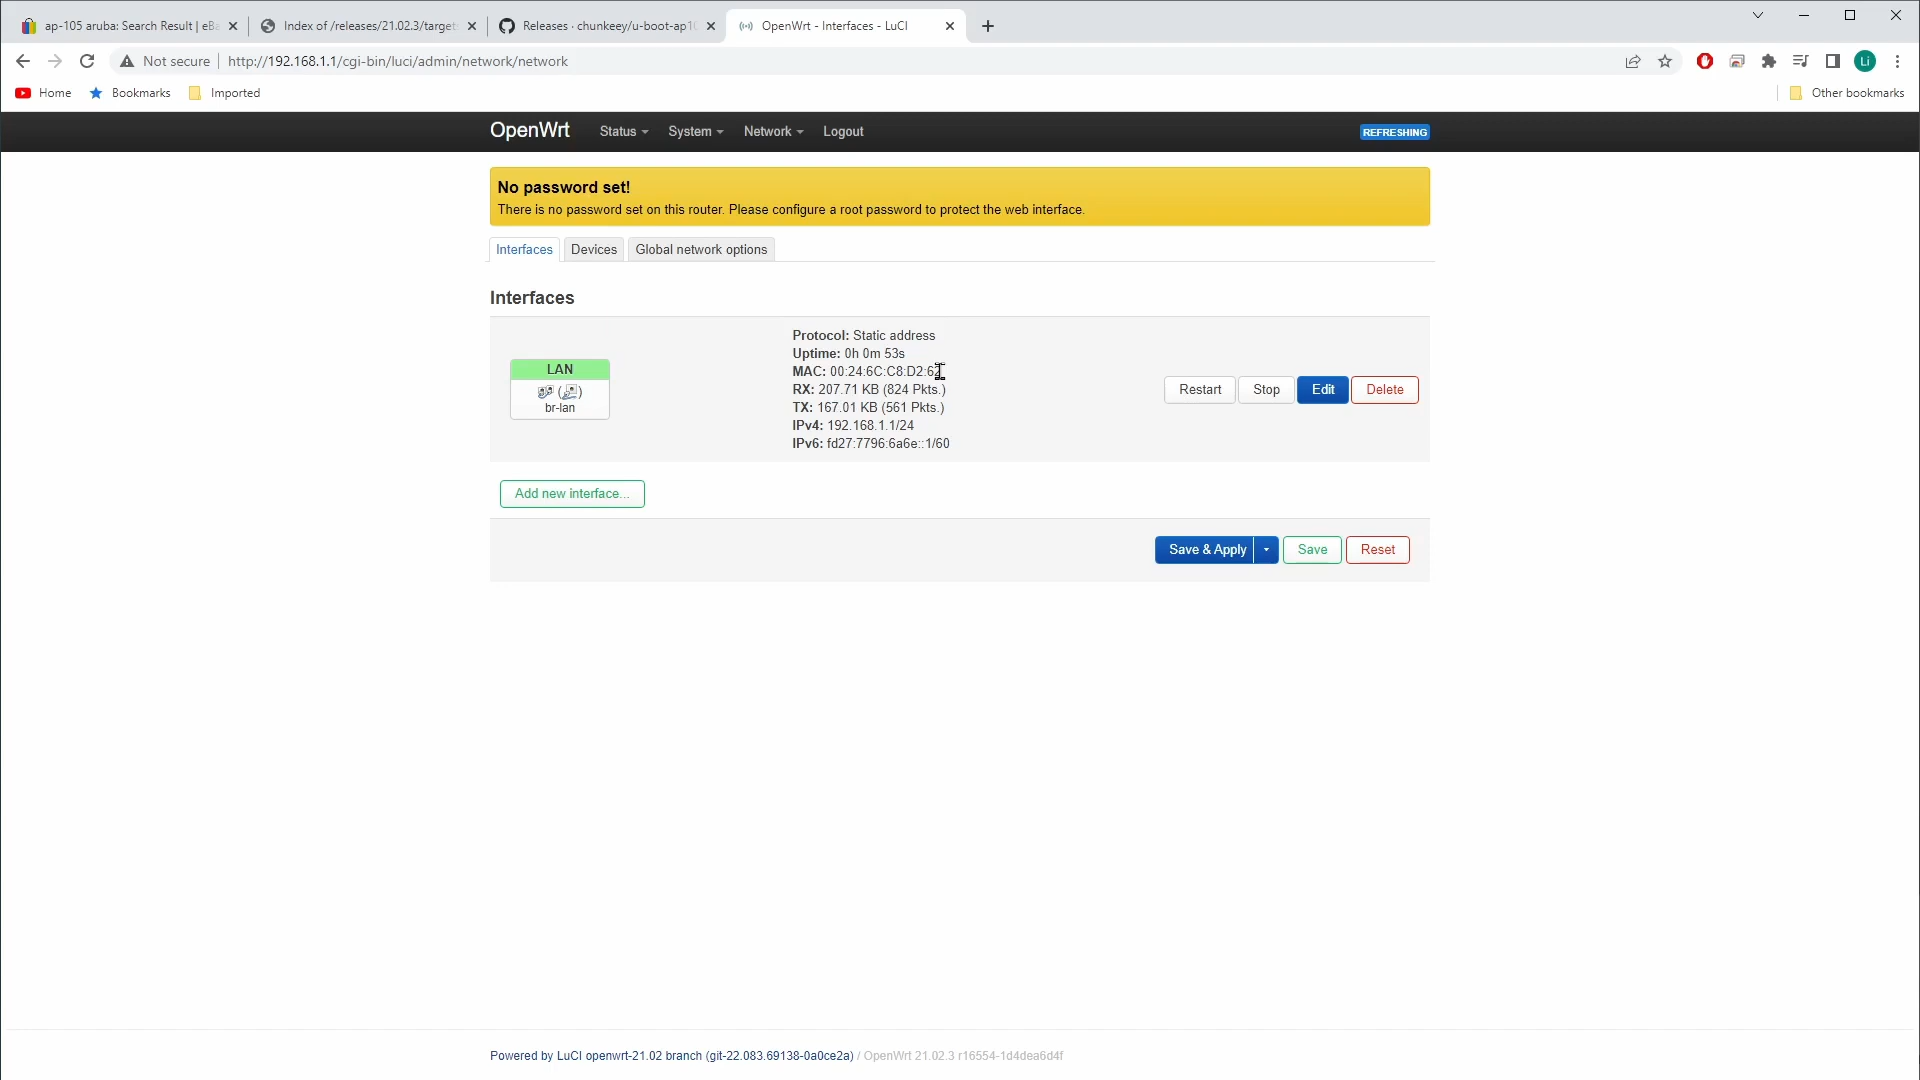 ap-105 aruba: Search Result | eBa
Index of /releases/21.02.3/target
Releases · chunkeey/u-boot-ap10
OpenWrt - Interfaces - LuCI
Not secure
http://192.168.1.1/cgi-bin/luci/admin/network/network
Li
Home
Bookmarks
Imported
Other bookmarks
OpenWrt
Status
System
Network
Logout
REFRESHING
No password set!
There is no password set on this router. Please configure a root password to protect the web interface.
Interfaces
Devices
Global network options
Interfaces
LAN
br-lan
Protocol: Static address
Uptime: 0h 0m 53s
MAC: 00:24:6C:C8:D2:62
RX: 207.71 KB (824 Pkts.)
TX: 167.01 KB (561 Pkts.)
IPv4: 192.168.1.1/24
IPv6: fd27:7796:6a6e::1/60
Restart
Stop
Edit
Delete
Add new interface...
Save & Apply
Save
Reset
Powered by LuCI openwrt-21.02 branch (git-22.083.69138-0a0ce2a) / OpenWrt 21.02.3 r16554-1d4dea6d4f